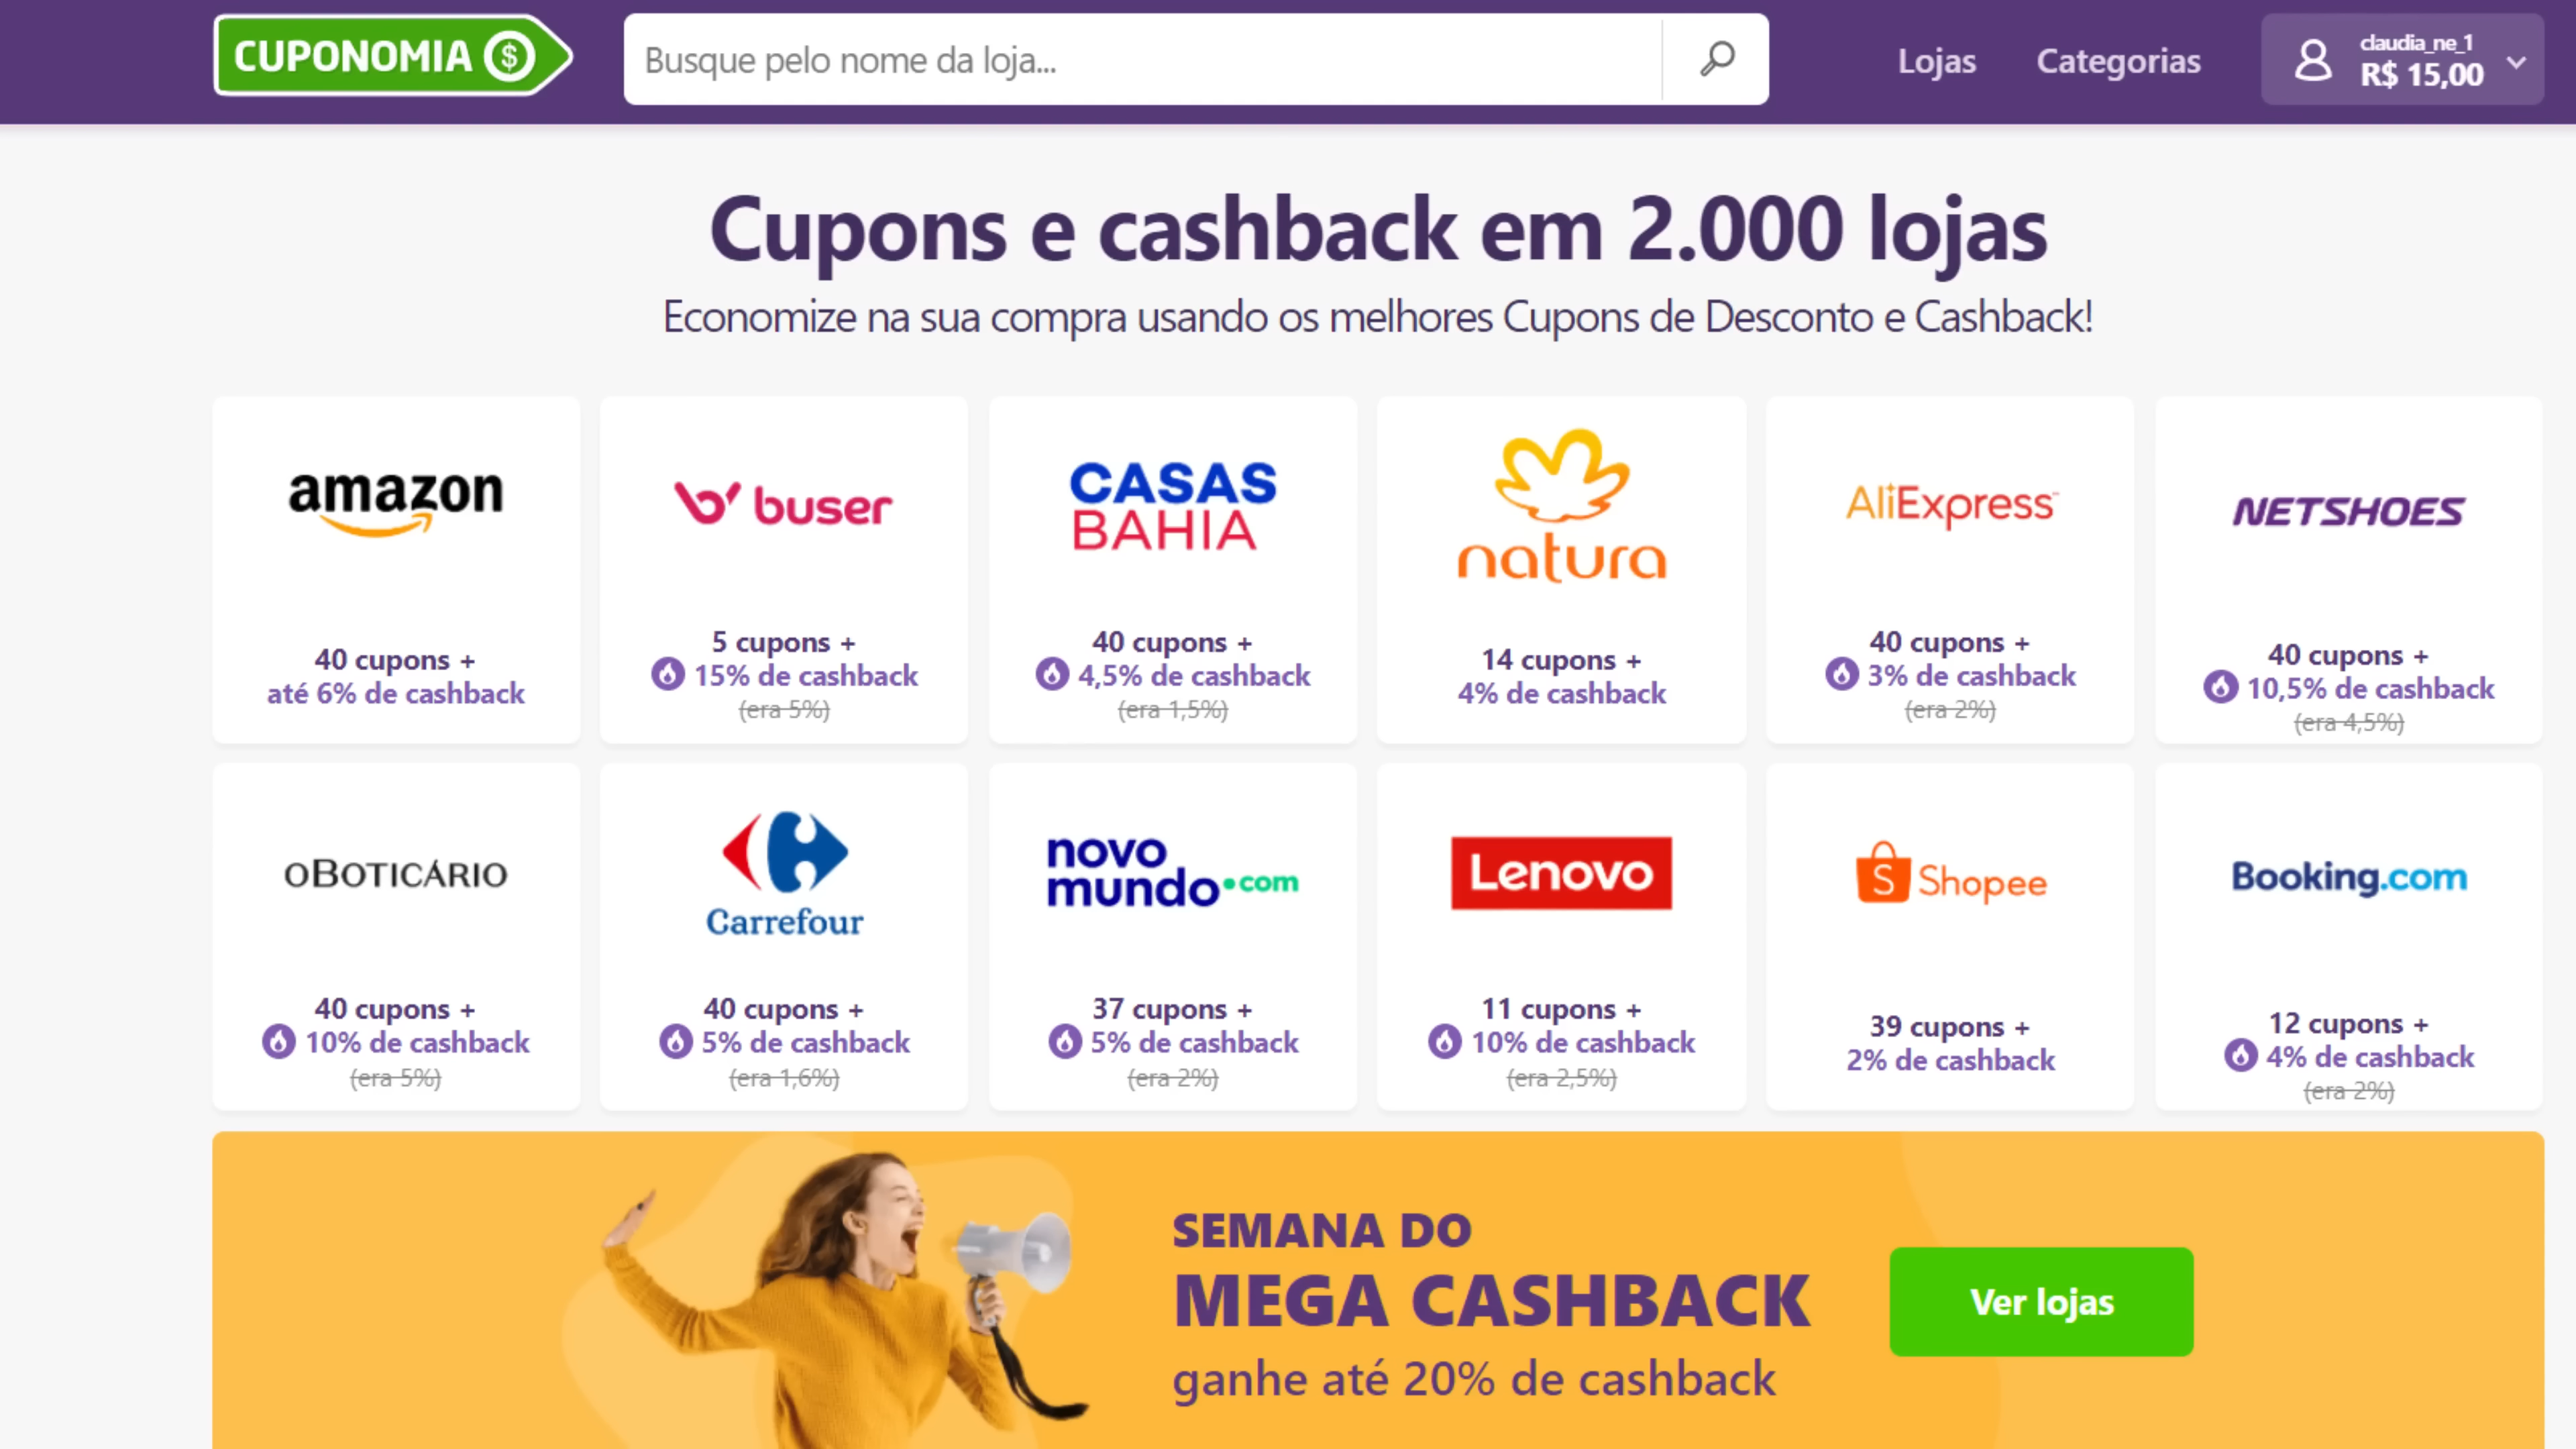 CUPONOMIA $
Busque pelo nome da loja...
Lojas
Categorias
claudia_ne_1
R$ 15,00
Cupons e cashback em 2.000 lojas
Economize na sua compra usando os melhores Cupons de Desconto e Cashback!
amazon
40 cupons +
até 6% de cashback
buser
5 cupons +
15% de cashback
(era 5%)
CASAS
BAHIA
40 cupons +
4,5% de cashback
(era 1,5%)
natura
14 cupons +
4% de cashback
AliExpress
40 cupons +
3% de cashback
(era 2%)
NETSHOES
40 cupons +
10,5% de cashback
(era 4,5%)
oBOTICÁRIO
40 cupons +
10% de cashback
(era 5%)
Carrefour
40 cupons +
5% de cashback
(era 1,6%)
novo
mundo.com
37 cupons +
5% de cashback
(era 2%)
Lenovo
11 cupons +
10% de cashback
(era 2,5%)
S Shopee
39 cupons +
2% de cashback
Booking.com
12 cupons +
4% de cashback
(era 2%)
SEMANA DO
MEGA CASHBACK
ganhe até 20% de cashback
Ver lojas